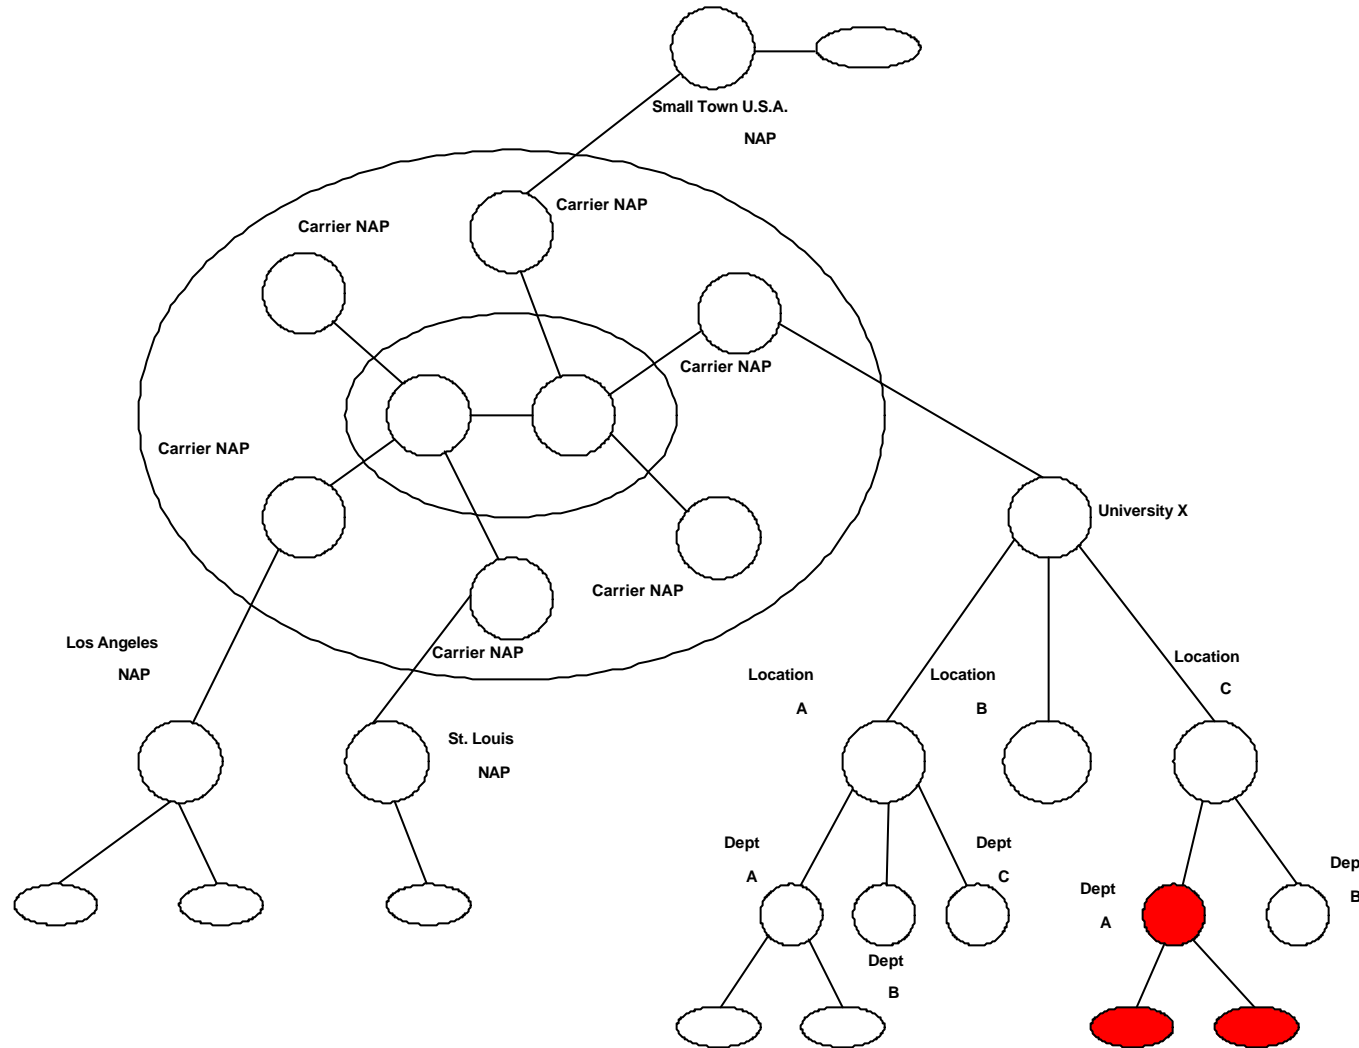 Small Town U.S.A.
NAP
Carrier NAP
Carrier NAP
Carrier NAP
Carrier NAP
University X
Carrier NAP
Los Angeles
NAP
Carrier NAP
Location
A
Location
B
Location
C
St. Louis
NAP
Dept
A
Dept
C
Dept
B
Dept
A
Dept
B